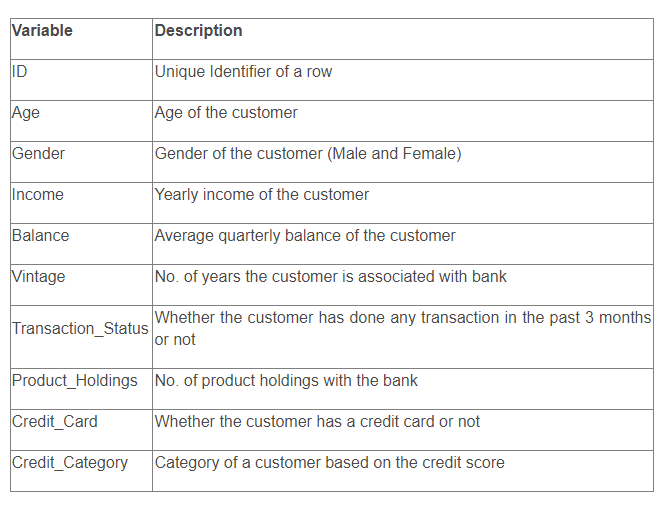 Variable Description
ID Unique Identifier of a row
Age Age of the customer
Gender Gender of the customer (Male and Female)
Income Yearly income of the customer
Balance Average quarterly balance of the customer
Vintage No. of years the customer is associated with bank
Transaction_Status Whether the customer has done any transaction in the past 3 months
or not
Product_Holdings No. of product holdings with the bank
Credit_Card Whether the customer has a credit card or not
Credit_Category Category of a customer based on the credit score